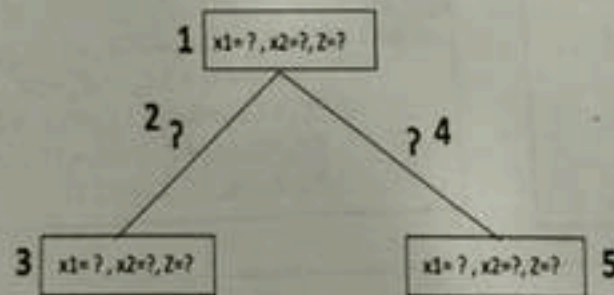 1 x1= ? , x2=?, Z=?
2 ?
? 4
3 x1= ? , x2=?, Z=?
x1= ? , x2=?, Z=? 5